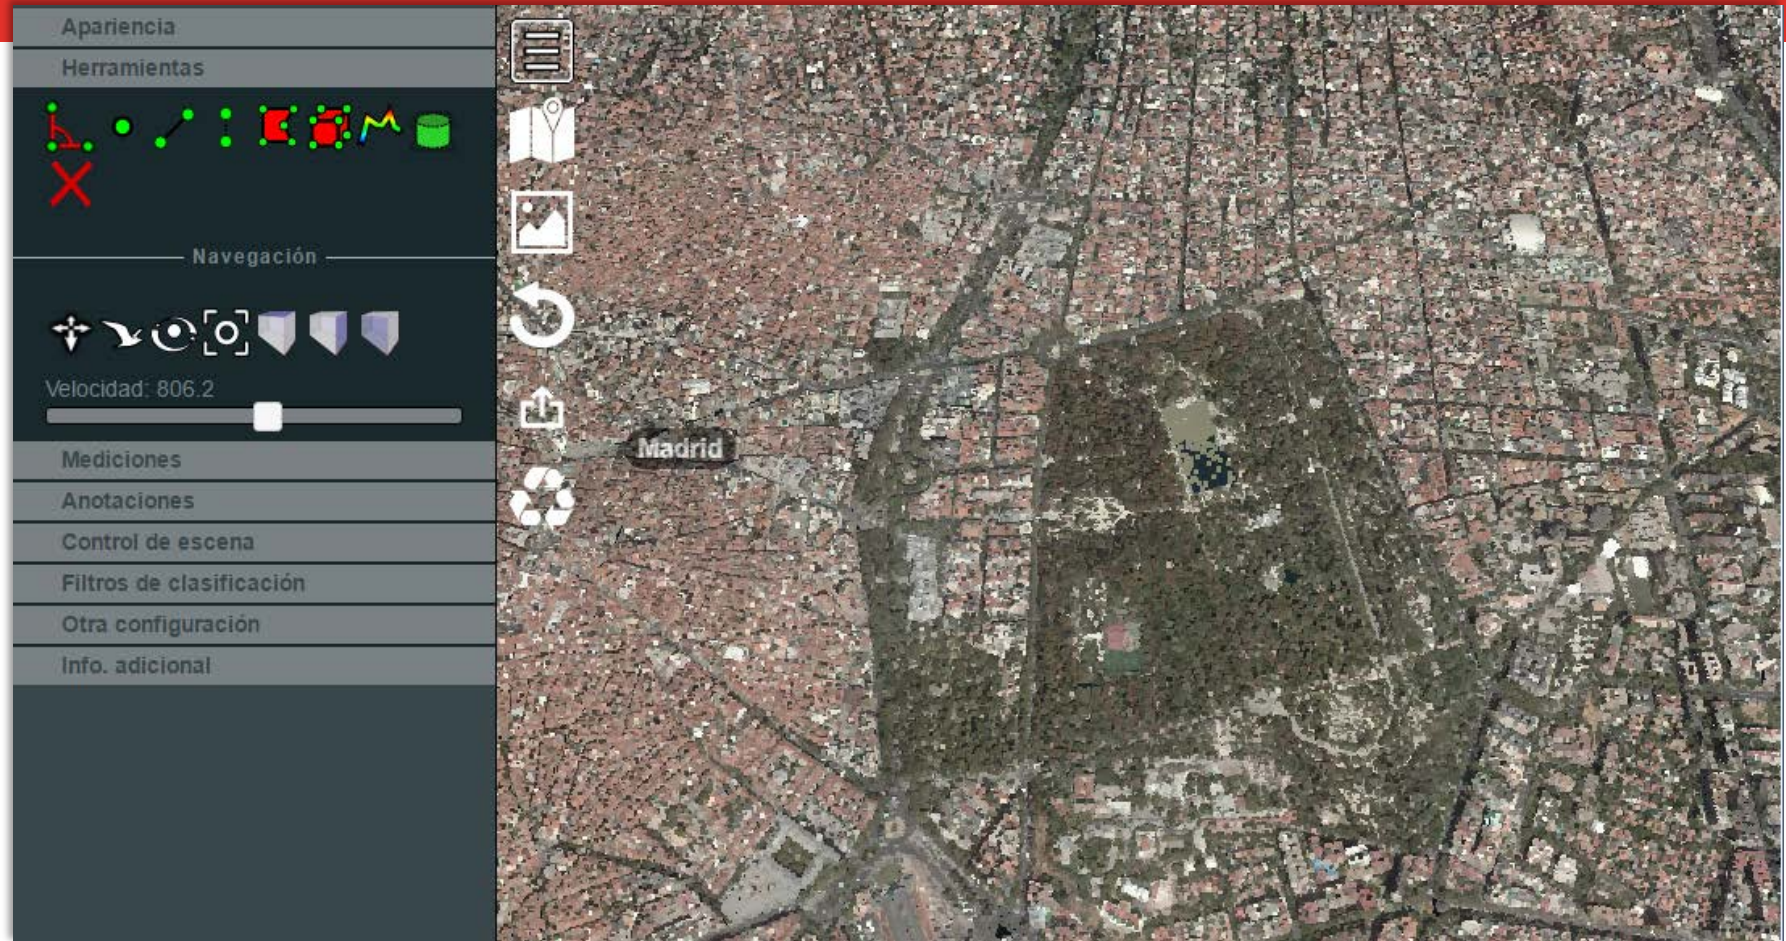 Apariencia
Herramientas
Navegación
Velocidad: 806.2
Mediciones
Anotaciones
Control de escena
Filtros de clasificación
Otra configuración
Info. adicional
Madrid